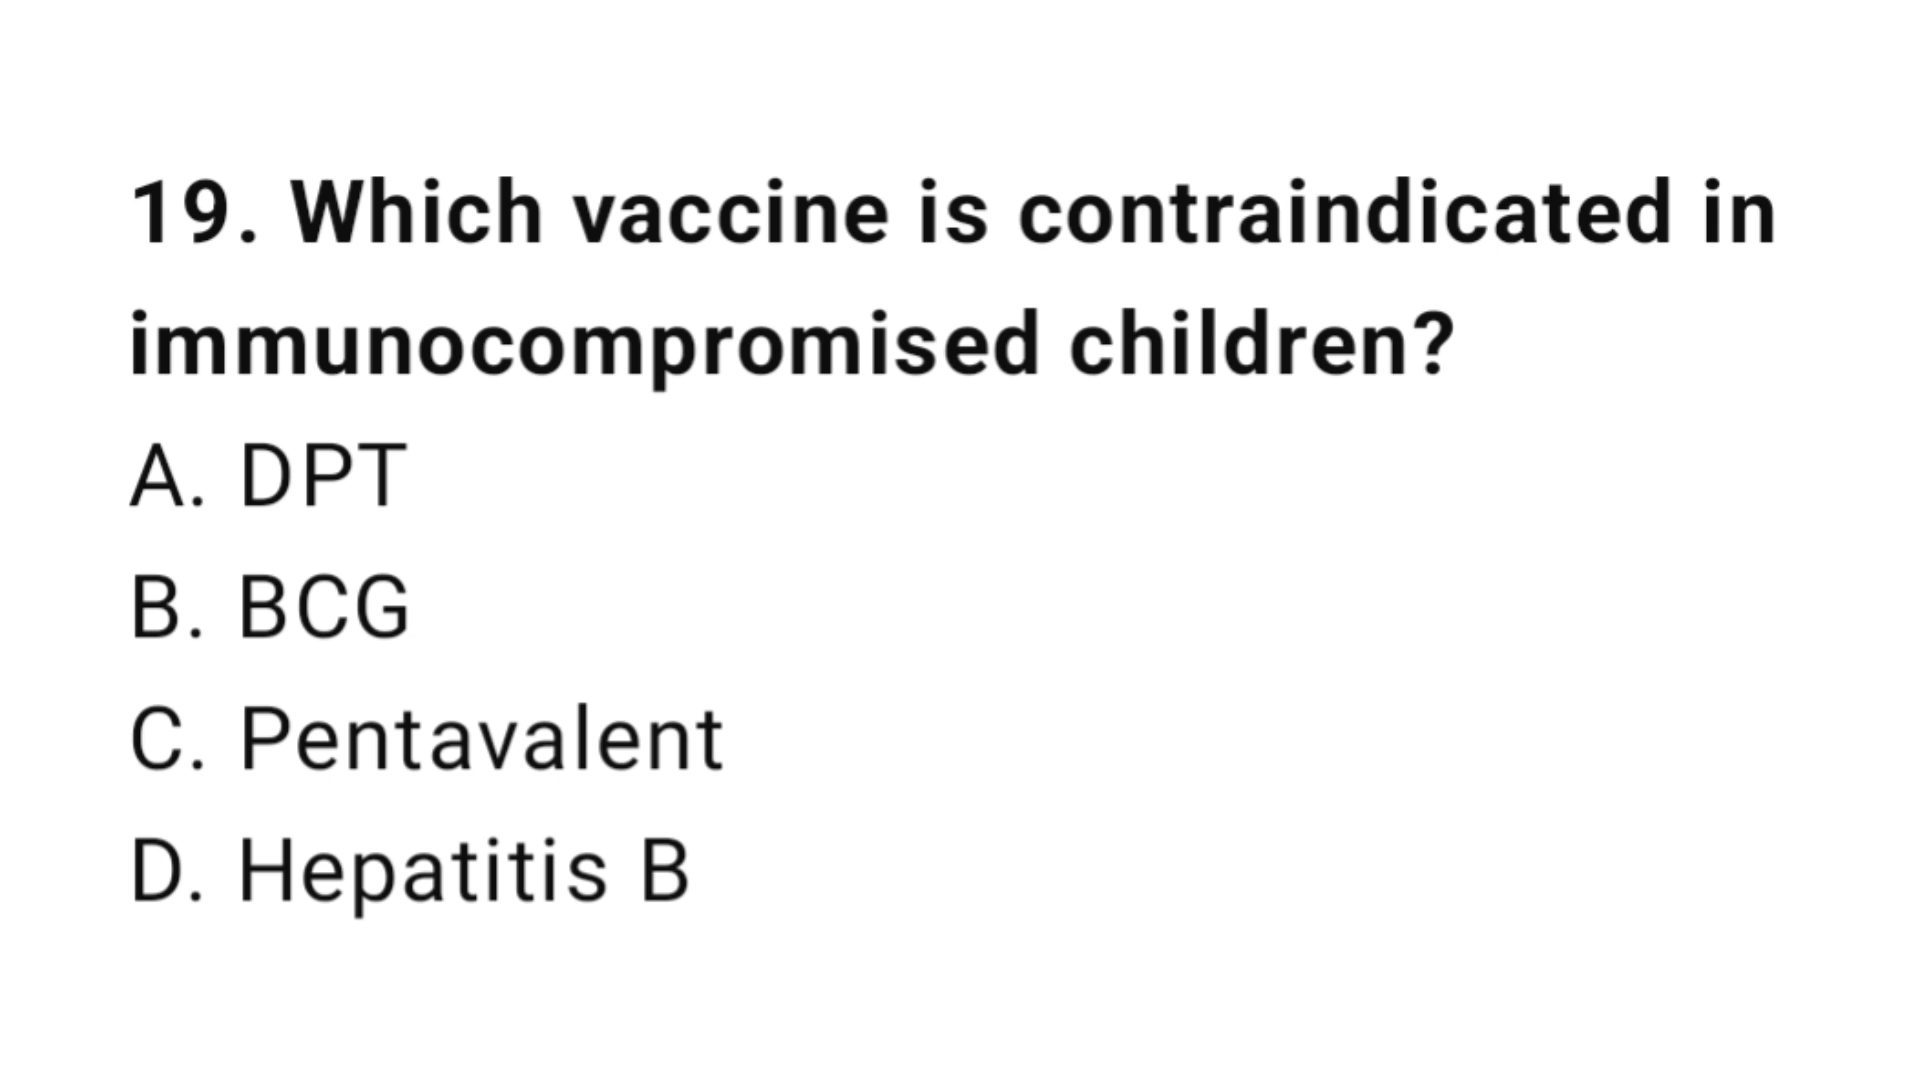 19. Which vaccine is contraindicated in
immunocompromised children?
A. DPT
B. BCG
C. Pentavalent
D. Hepatitis B